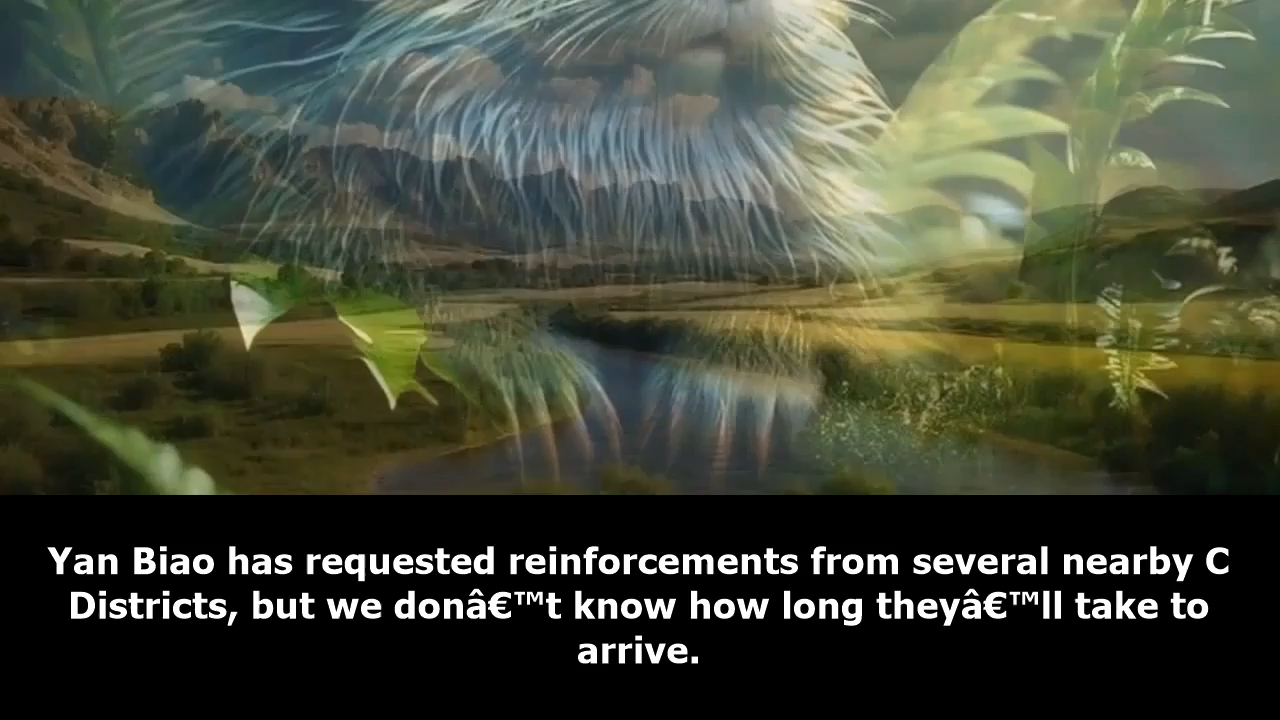 Yan Biao has requested reinforcements from several nearby C
Districts, but we donâ€™t know how long theyâ€™ll take to
arrive.